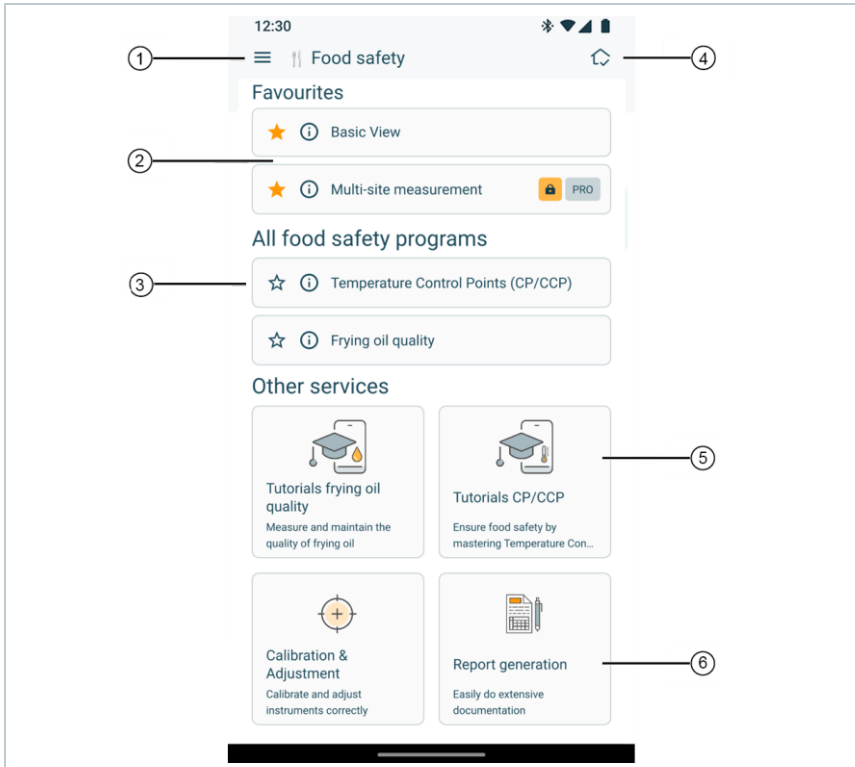 12:30
1
Food safety
4
Favourites
Basic View
2
Multi-site measurement
PRO
All food safety programs
3
Temperature Control Points (CP/CCP)
Frying oil quality
Other services
5
Tutorials frying oil
quality
Measure and maintain the
quality of frying oil
Tutorials CP/CCP
Ensure food safety by
mastering Temperature Con...
Calibration &
Adjustment
Calibrate and adjust
instruments correctly
Report generation
Easily do extensive
documentation
6